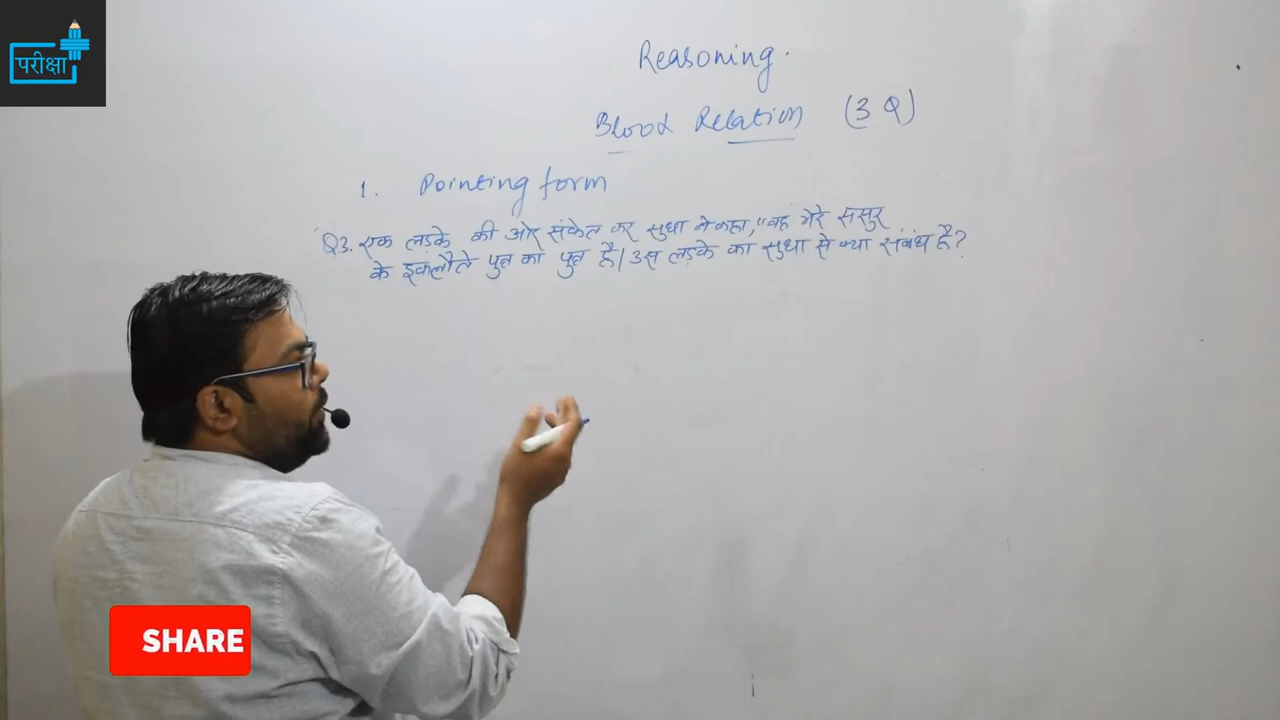 परीक्षा
Reasoning.
Blood Relation (3 Q)
1. Pointing form
Q3. एक लड़के की ओर संकेत कर सुधा ने कहा, "वह मेरे ससुर
के इकलौते पुत्र का पुत्र है। उस लड़के का सुधा से क्या संबंध है?
SHARE